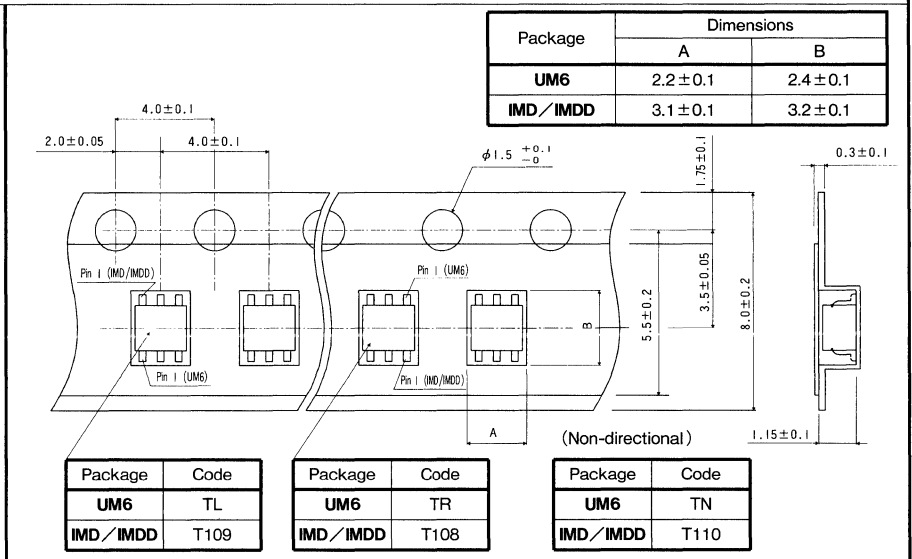 Package Dimensions
A B
UM6 2.2±0.1 2.4±0.1
IMD/IMDD 3.1±0.1 3.2±0.1
4.0±0.1
2.0±0.05 4.0±0.1
φ1.5 +0.1 −0
1.75±0.1
0.3±0.1
Pin 1 (IMD/IMDD)
Pin 1 (UM6)
Pin 1 (UM6)
Pin 1 (IMD/IMDD)
B
5.5±0.2
3.5±0.05
8.0±0.2
A
(Non-directional)
1.15±0.1
Package Code
UM6 TL
IMD/IMDD T109
Package Code
UM6 TR
IMD/IMDD T108
Package Code
UM6 TN
IMD/IMDD T110